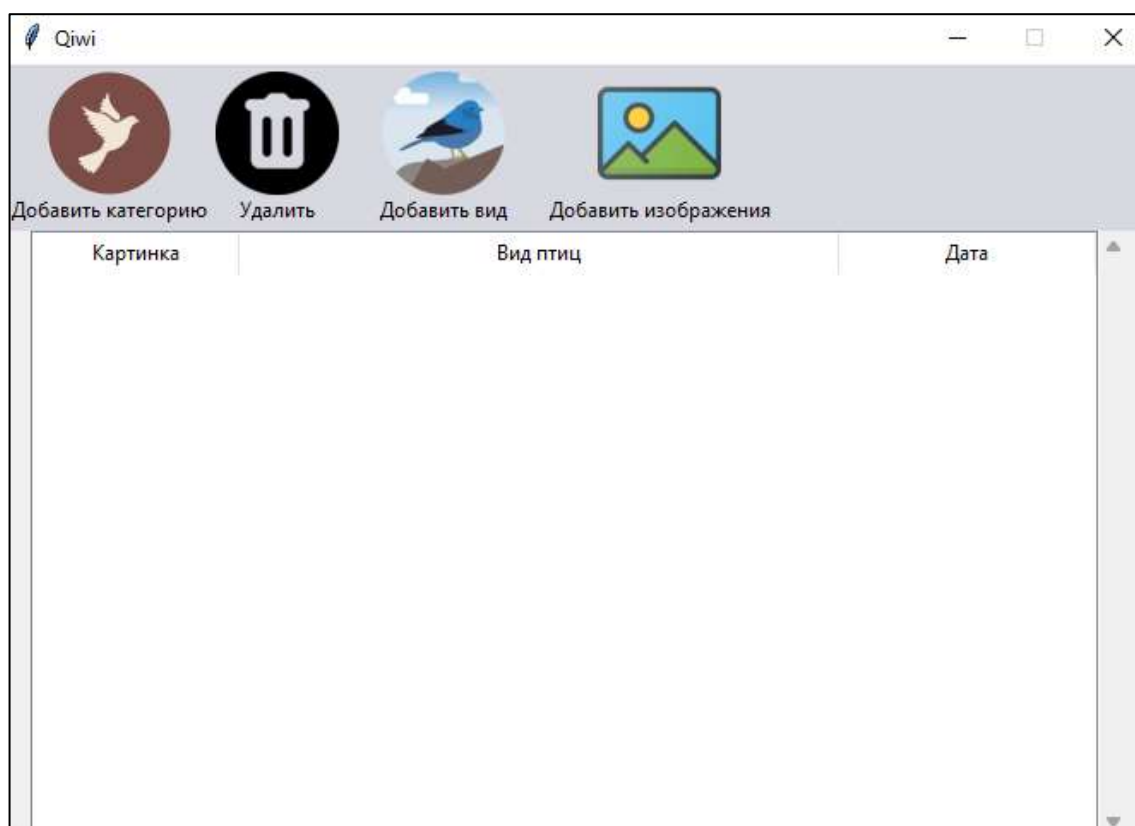 Qiwi
Добавить категорию Удалить Добавить вид Добавить изображения
Картинка Вид птиц Дата